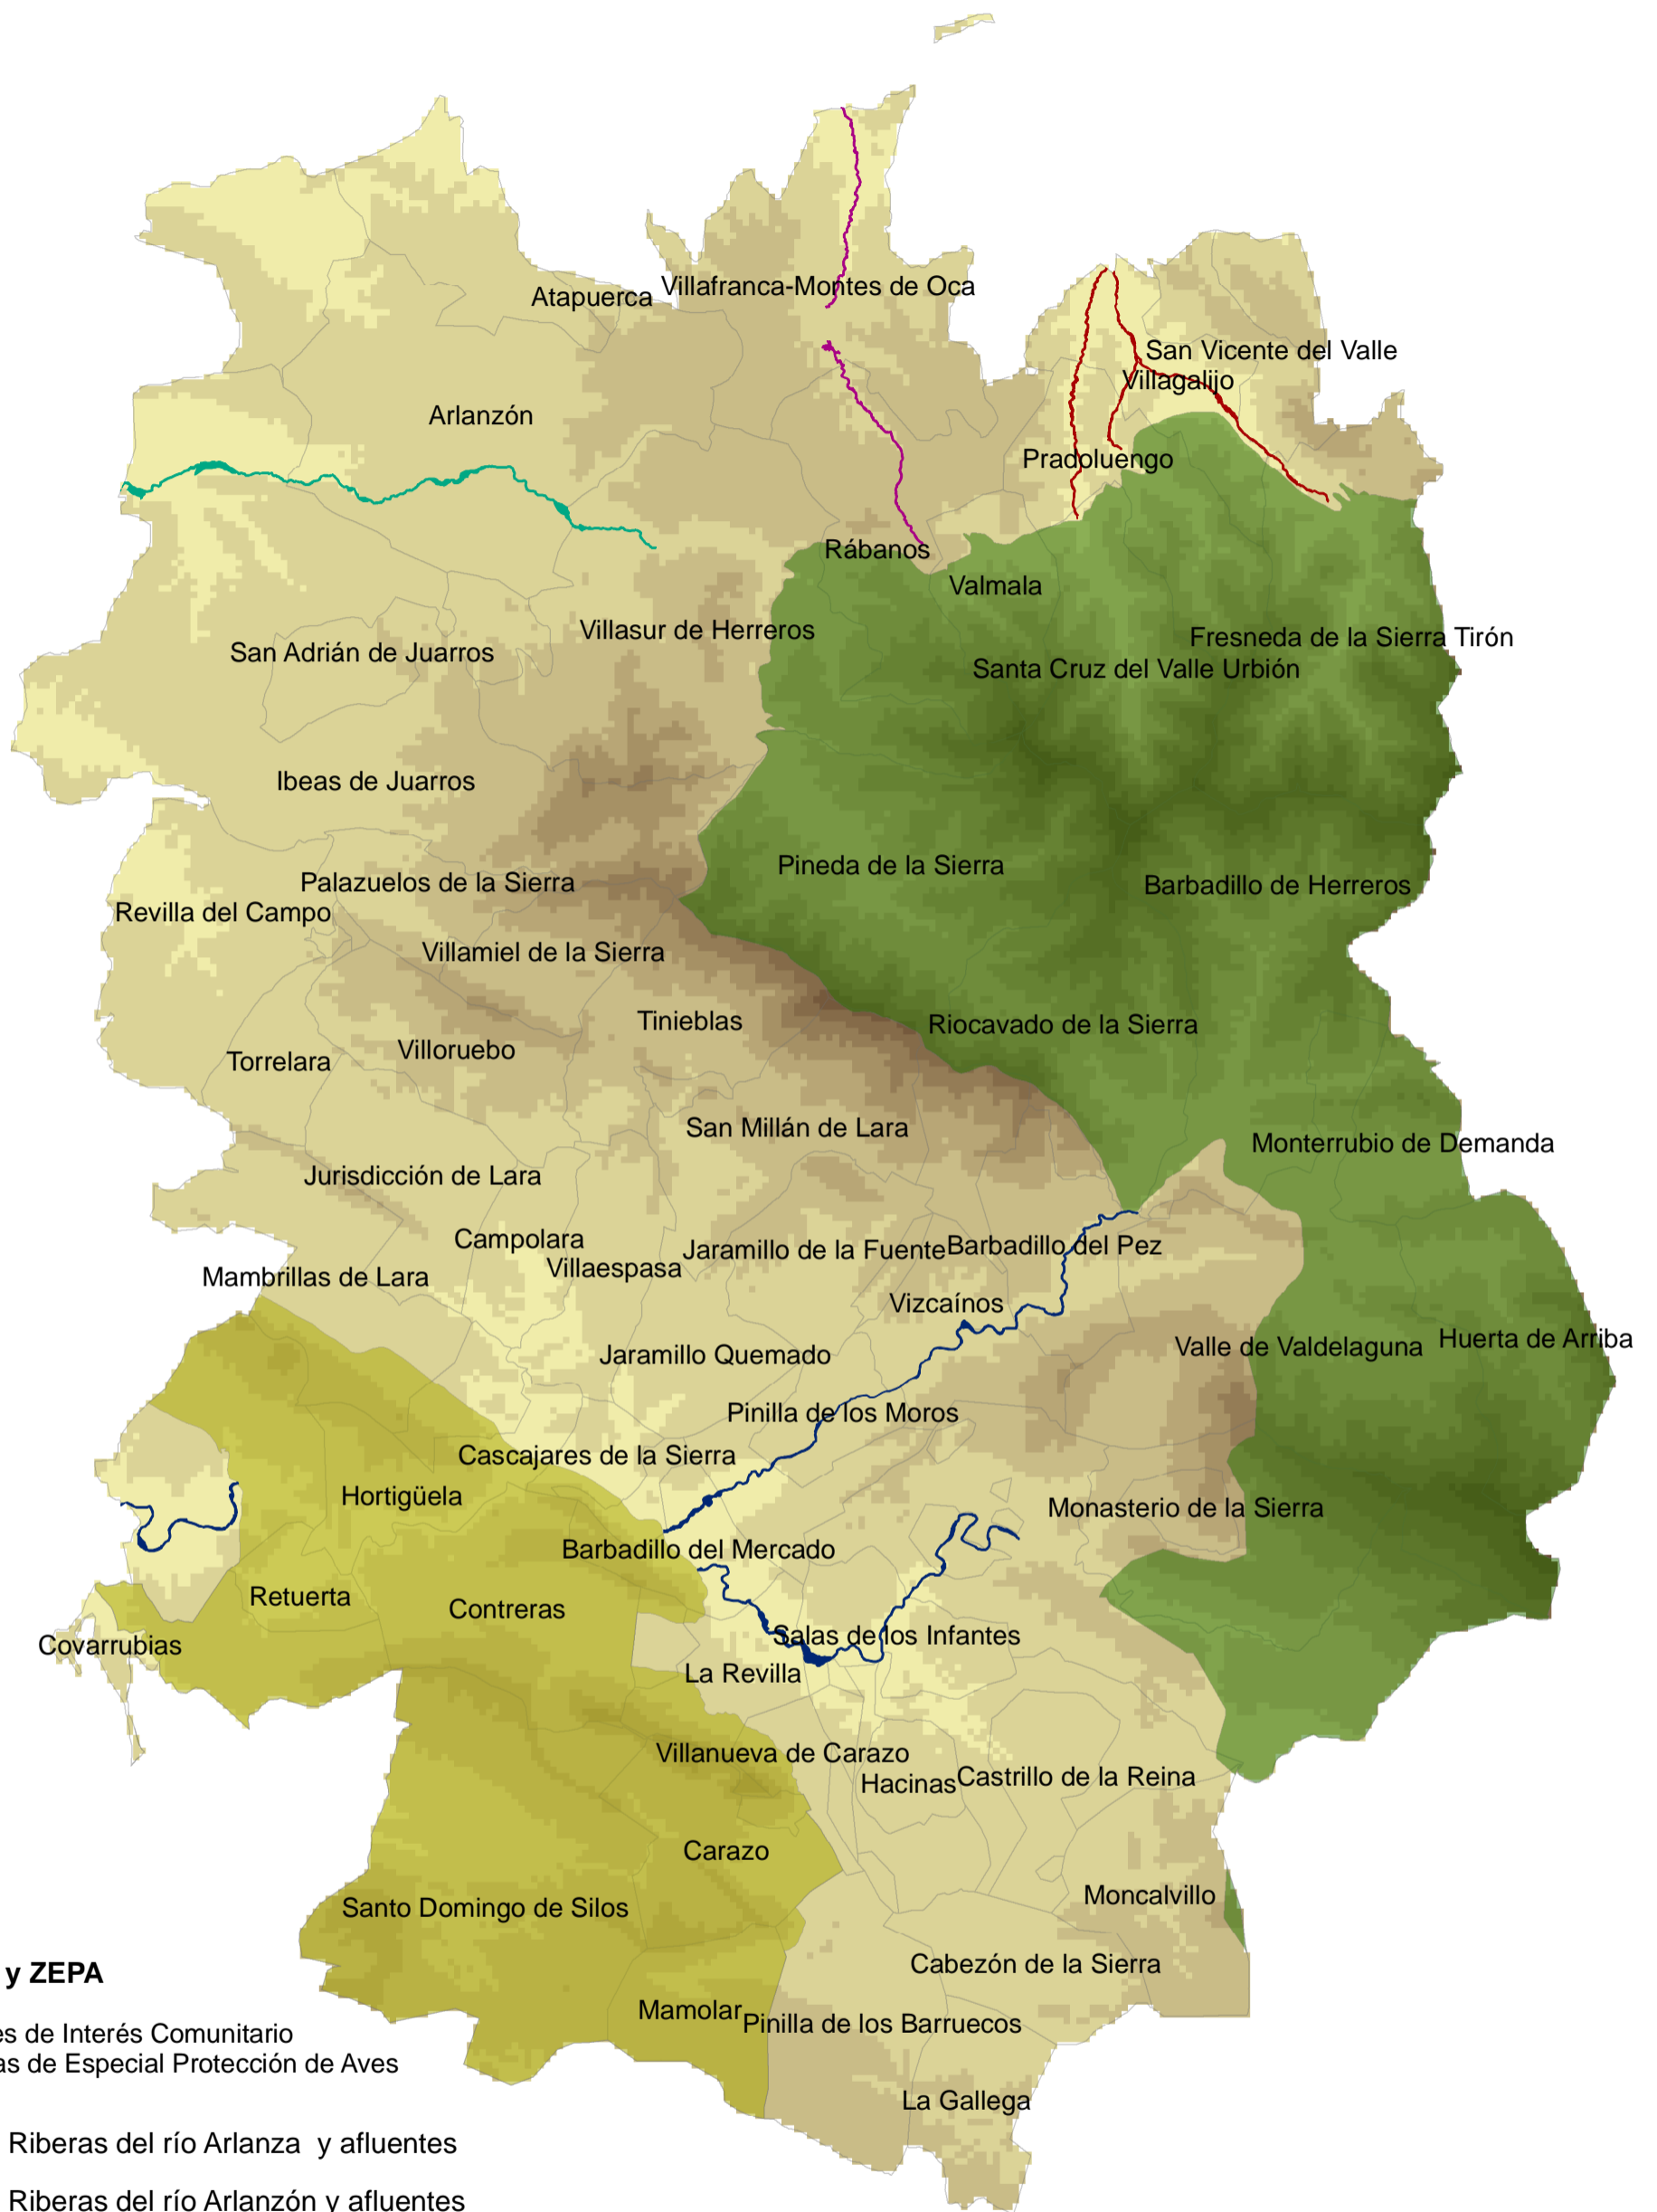 Villafranca-Montes de Oca
Atapuerca
San Vicente del Valle
Villagalijo
Arlanzón
Pradoluengo
Rábanos
Valmala
Villasur de Herreros
Fresneda de la Sierra Tirón
San Adrián de Juarros
Santa Cruz del Valle Urbión
Ibeas de Juarros
Pineda de la Sierra
Palazuelos de la Sierra
Barbadillo de Herreros
Revilla del Campo
Villamiel de la Sierra
Tinieblas
Riocavado de la Sierra
Villoruebo
Torrelara
San Millán de Lara
Monterrubio de Demanda
Jurisdicción de Lara
Campolara
Jaramillo de la Fuente
Barbadillo del Pez
Villaespasa
Mambrillas de Lara
Vizcaínos
Valle de Valdelaguna
Huerta de Arriba
Jaramillo Quemado
Pinilla de los Moros
Cascajares de la Sierra
Hortigüela
Monasterio de la Sierra
Barbadillo del Mercado
Retuerta
Contreras
Salas de los Infantes
Covarrubias
La Revilla
Villanueva de Carazo
Hacinas
Castrillo de la Reina
Carazo
Moncalvillo
Santo Domingo de Silos
Cabezón de la Sierra
Mamolar
Pinilla de los Barruecos
La Gallega
y ZEPA
es de Interés Comunitario
as de Especial Protección de Aves
Riberas del río Arlanza y afluentes
Riberas del río Arlanzón y afluentes